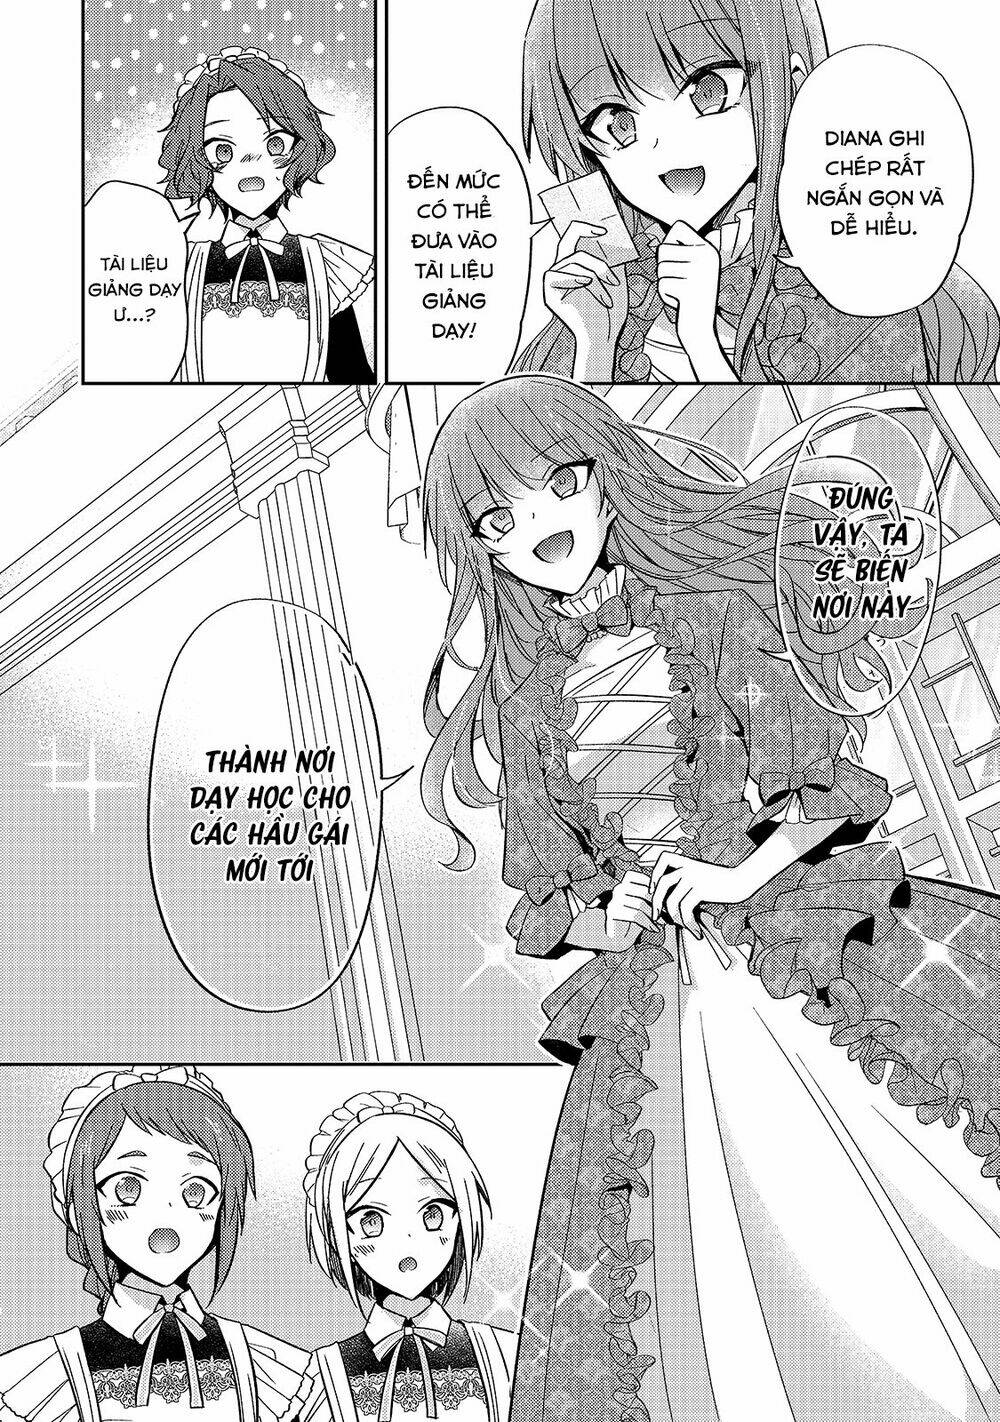 DIANA GHI
CHÉP RẤT
NGẮN GỌN VÀ
DỄ HIỂU.
ĐẾN MỨC
CÓ THỂ
ĐƯA VÀO
TÀI LIỆU
GIẢNG
DẠY!
TÀI LIỆU
GIẢNG DẠY
Ư...?
ĐÚNG
VẬY, TA
SẼ BIẾN
NƠI NÀY
THÀNH NƠI
DẠY HỌC CHO
CÁC HẦU GÁI
MỚI TỚI